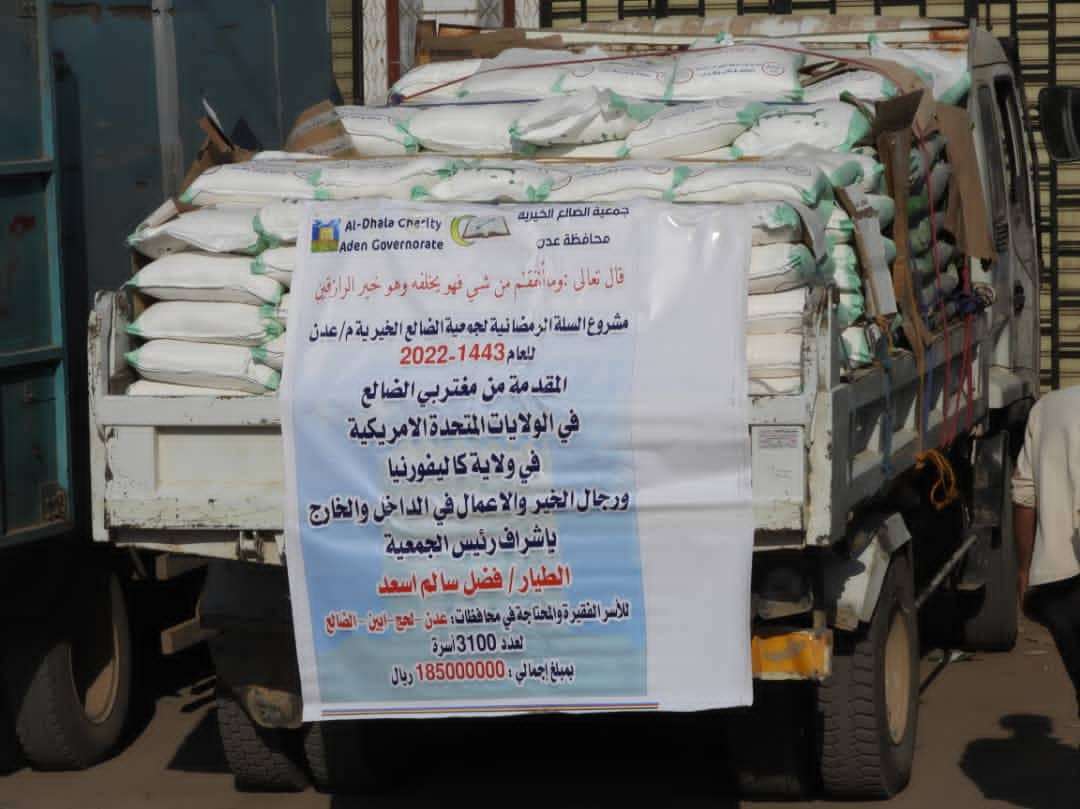 Al-Dhala Charity
Aden Governorate
جمعية الضالع الخيرية
محافظة عدن
قال تعالى :وما أنفقتم من شي فهو يخلفه وهو خير الرازقين
مشروع السلة الرمضانية لجمعية الضالع الخيرية م/عدن
للعام 1443-2022
المقدمة من مغتربي الضالع
في الولايات المتحدة الامريكية
في ولاية كاليفورنيا
ورجال الخير والاعمال في الداخل والخارج
باشراف رئيس الجمعية
الطيار / فضل سالم اسعد
للأسر الفقيرة والمحتاجة في محافظات: عدن -لحج -ابين -الضالع
لعدد 3100 أسرة
بمبلغ إجمالي : 185000000 ريال